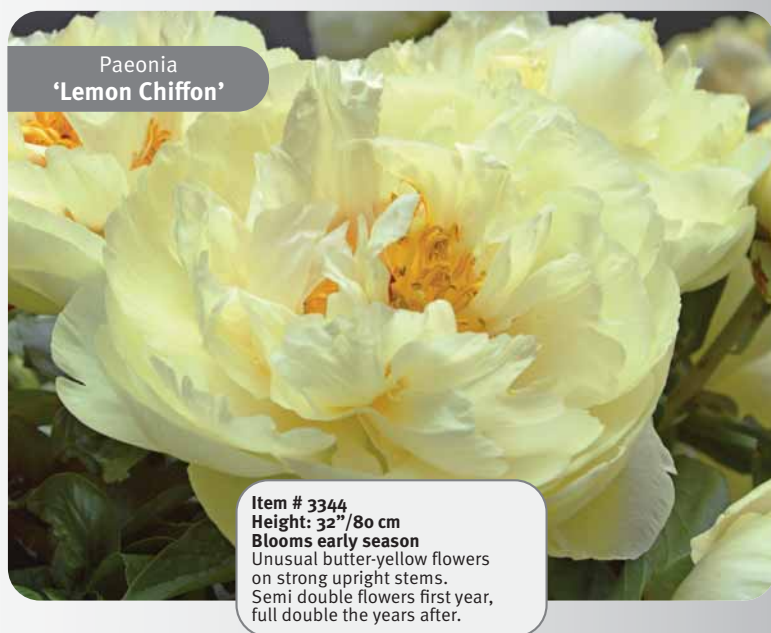 Paeonia
‘Lemon Chiffon’
Item # 3344
Height: 32”/80 cm
Blooms early season
Unusual butter-yellow flowers
on strong upright stems.
Semi double flowers first year,
full double the years after.